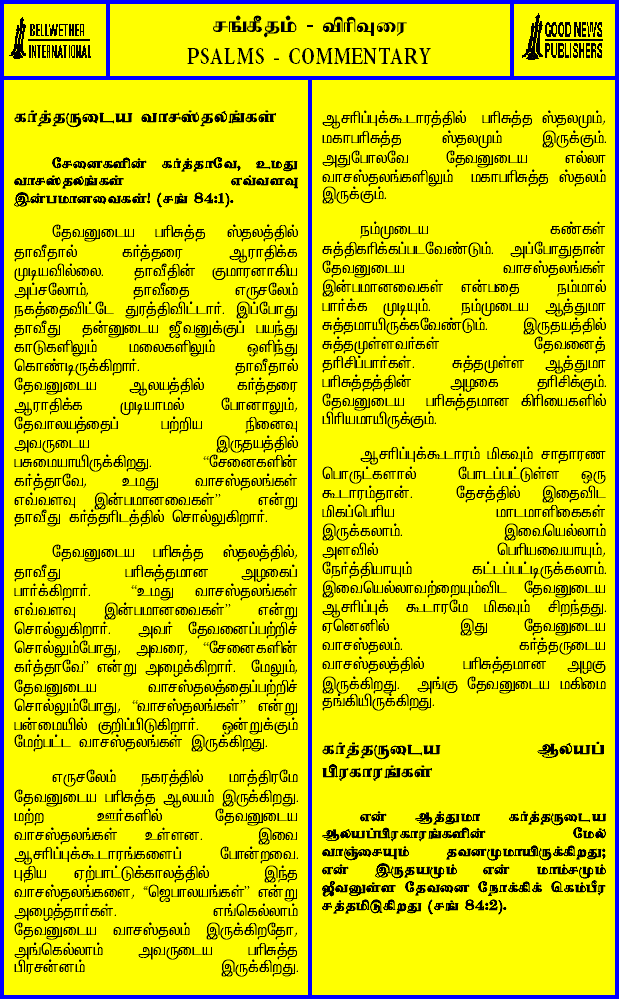 BELLWETHER
INTERNATIONAL
சங்கீதம் - விரிவுரை
PSALMS - COMMENTARY
GOOD NEWS
PUBLISHERS
கர்த்தருடைய வாசஸ்தலங்கள்
சேனைகளின் கர்த்தாவே, உமது
வாசஸ்தலங்கள் எவ்வளவு
இன்பமானவைகள்! (சங் 84:1).
தேவனுடைய பரிசுத்த ஸ்தலத்தில்
தாவீதால் கர்த்தரை ஆராதிக்க
முடியவில்லை. தாவீதின் குமாரனாகிய
அப்சலோம், தாவீதை எருசலேம்
நகத்தைவிட்டே துரத்திவிட்டார். இப்போது
தாவீது தன்னுடைய ஜீவனுக்குப் பயந்து
காடுகளிலும் மலைகளிலும் ஒளிந்து
கொண்டிருக்கிறார். தாவீதால்
தேவனுடைய ஆலயத்தில் கர்த்தரை
ஆராதிக்க முடியாமல் போனாலும்,
தேவாலயத்தைப் பற்றிய நினைவு
அவருடைய இருதயத்தில்
பசுமையாயிருக்கிறது. “சேனைகளின்
கர்த்தாவே, உமது வாசஸ்தலங்கள்
எவ்வளவு இன்பமானவைகள்” என்று
தாவீது கர்த்தரிடத்தில் சொல்லுகிறார்.
தேவனுடைய பரிசுத்த ஸ்தலத்தில்,
தாவீது பரிசுத்தமான அழகைப்
பார்க்கிறார். “உமது வாசஸ்தலங்கள்
எவ்வளவு இன்பமானவைகள்” என்று
சொல்லுகிறார். அவர் தேவனைப்பற்றிச்
சொல்லும்போது, அவரை, “சேனைகளின்
கர்த்தாவே” என்று அழைக்கிறார். மேலும்,
தேவனுடைய வாசஸ்தலத்தைப்பற்றிச்
சொல்லும்போது, “வாசஸ்தலங்கள்” என்று
பன்மையில் குறிப்பிடுகிறார். ஒன்றுக்கும்
மேற்பட்ட வாசஸ்தலங்கள் இருக்கிறது.
எருசலேம் நகரத்தில் மாத்திரமே
தேவனுடைய பரிசுத்த ஆலயம் இருக்கிறது.
மற்ற ஊர்களில் தேவனுடைய
வாசஸ்தலங்கள் உள்ளன. இவை
ஆசரிப்புக்கூடாரங்களைப் போன்றவை.
புதிய ஏற்பாட்டுக்காலத்தில் இந்த
வாசஸ்தலங்களை, “ஜெபாலயங்கள்” என்று
அழைத்தார்கள். எங்கெல்லாம்
தேவனுடைய வாசஸ்தலம் இருக்கிறதோ,
அங்கெல்லாம் அவருடைய பரிசுத்த
பிரசன்னம் இருக்கிறது.
ஆசரிப்புக்கூடாரத்தில் பரிசுத்த ஸ்தலமும்,
மகாபரிசுத்த ஸ்தலமும் இருக்கும்.
அதுபோலவே தேவனுடைய எல்லா
வாசஸ்தலங்களிலும் மகாபரிசுத்த ஸ்தலம்
இருக்கும்.
நம்முடைய கண்கள்
சுத்திகரிக்கப்படவேண்டும். அப்போதுதான்
தேவனுடைய வாசஸ்தலங்கள்
இன்பமானவைகள் என்பதை நம்மால்
பார்க்க முடியும். நம்முடைய ஆத்துமா
சுத்தமாயிருக்கவேண்டும். இருதயத்தில்
சுத்தமுள்ளவர்கள் தேவனைத்
தரிசிப்பார்கள். சுத்தமுள்ள ஆத்துமா
பரிசுத்தத்தின் அழகை தரிசிக்கும்.
தேவனுடைய பரிசுத்தமான கிரியைகளில்
பிரியமாயிருக்கும்.
ஆசரிப்புக்கூடாரம் மிகவும் சாதாரண
பொருட்களால் போடப்பட்டுள்ள ஒரு
கூடாரம்தான். தேசத்தில் இதைவிட
மிகப்பெரிய மாடமாளிகைகள்
இருக்கலாம். இவையெல்லாம்
அளவில் பெரியவையாயும்,
நேர்த்தியாயும் கட்டப்பட்டிருக்கலாம்.
இவையெல்லாவற்றையும்விட தேவனுடைய
ஆசரிப்புக் கூடாரமே மிகவும் சிறந்தது.
ஏனெனில் இது தேவனுடைய
வாசஸ்தலம். கர்த்தருடைய
வாசஸ்தலத்தில் பரிசுத்தமான அழகு
இருக்கிறது. அங்கு தேவனுடைய மகிமை
தங்கியிருக்கிறது.
கர்த்தருடைய ஆலயப்
பிரகாரங்கள்
என் ஆத்துமா கர்த்தருடைய
ஆலயப்பிரகாரங்களின் மேல்
வாஞ்சையும் தவனமுமாயிருக்கிறது;
என் இருதயமும் என் மாம்சமும்
ஜீவனுள்ள தேவனை நோக்கிக் கெம்பீர
சத்தமிடுகிறது (சங் 84:2).